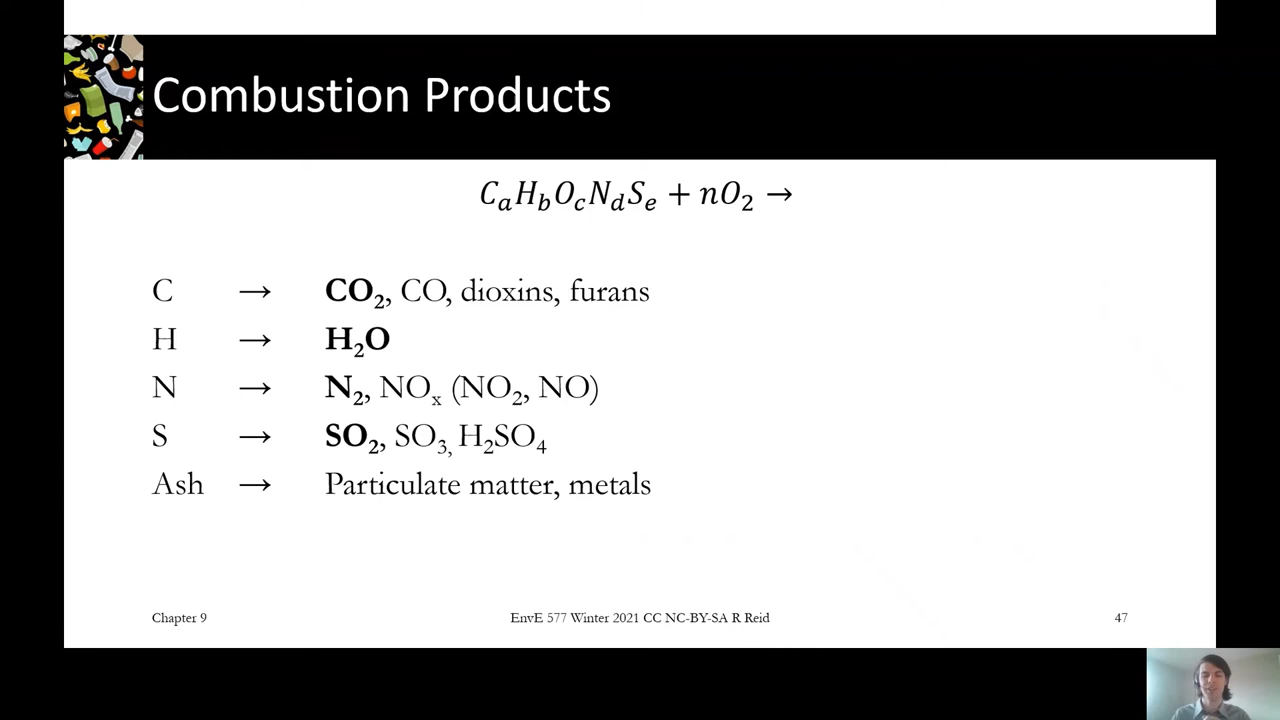 Combustion Products
CₐH_bO_cN_dSₑ + nO₂ →
C → CO₂, CO, dioxins, furans
H → H₂O
N → N₂, NOₓ (NO₂, NO)
S → SO₂, SO₃, H₂SO₄
Ash → Particulate matter, metals
Chapter 9 EnvE 577 Winter 2021 CC NC-BY-SA R Reid 47